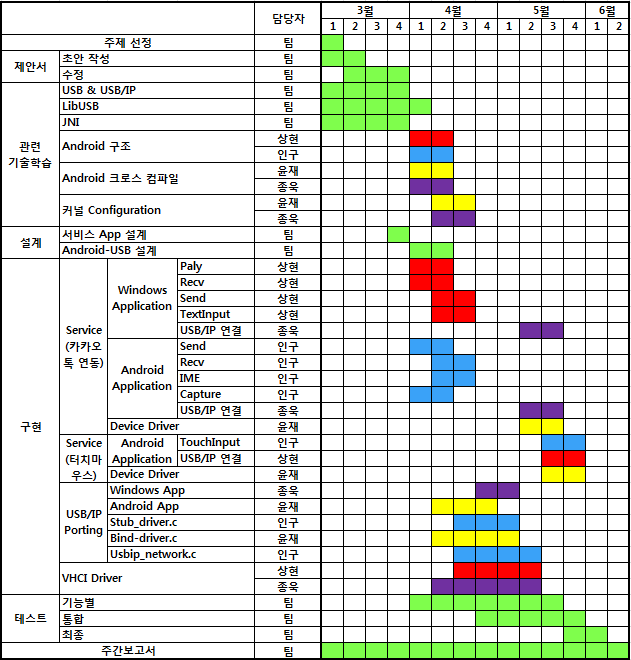 담당자 3월 4월 5월 6월
1 2 3 4 1 2 3 4 1 2 3 4 1 2
주제 선정 팀
제안서 초안 작성 팀
수정 팀
관련 기술학습 USB & USB/IP 팀
LibUSB 팀
JNI 팀
Android 구조 상현
인구
Android 크로스 컴파일 윤재
종욱
커널 Configuration 윤재
종욱
설계 서비스 App 설계 팀
Android-USB 설계 팀
구현 Service (카카오톡 연동) Windows Application Paly 상현
Recv 상현
Send 상현
TextInput 상현
USB/IP 연결 종욱
Android Application Send 인구
Recv 인구
IME 인구
Capture 인구
USB/IP 연결 종욱
Device Driver 윤재
Service (터치마우스) Android Application TouchInput 인구
USB/IP 연결 상현
Device Driver 윤재
USB/IP Porting Windows App 종욱
Android App 윤재
Stub_driver.c 인구
Bind-driver.c 윤재
Usbip_network.c 인구
VHCI Driver 상현
종욱
테스트 기능별 팀
통합 팀
최종 팀
주간보고서 팀